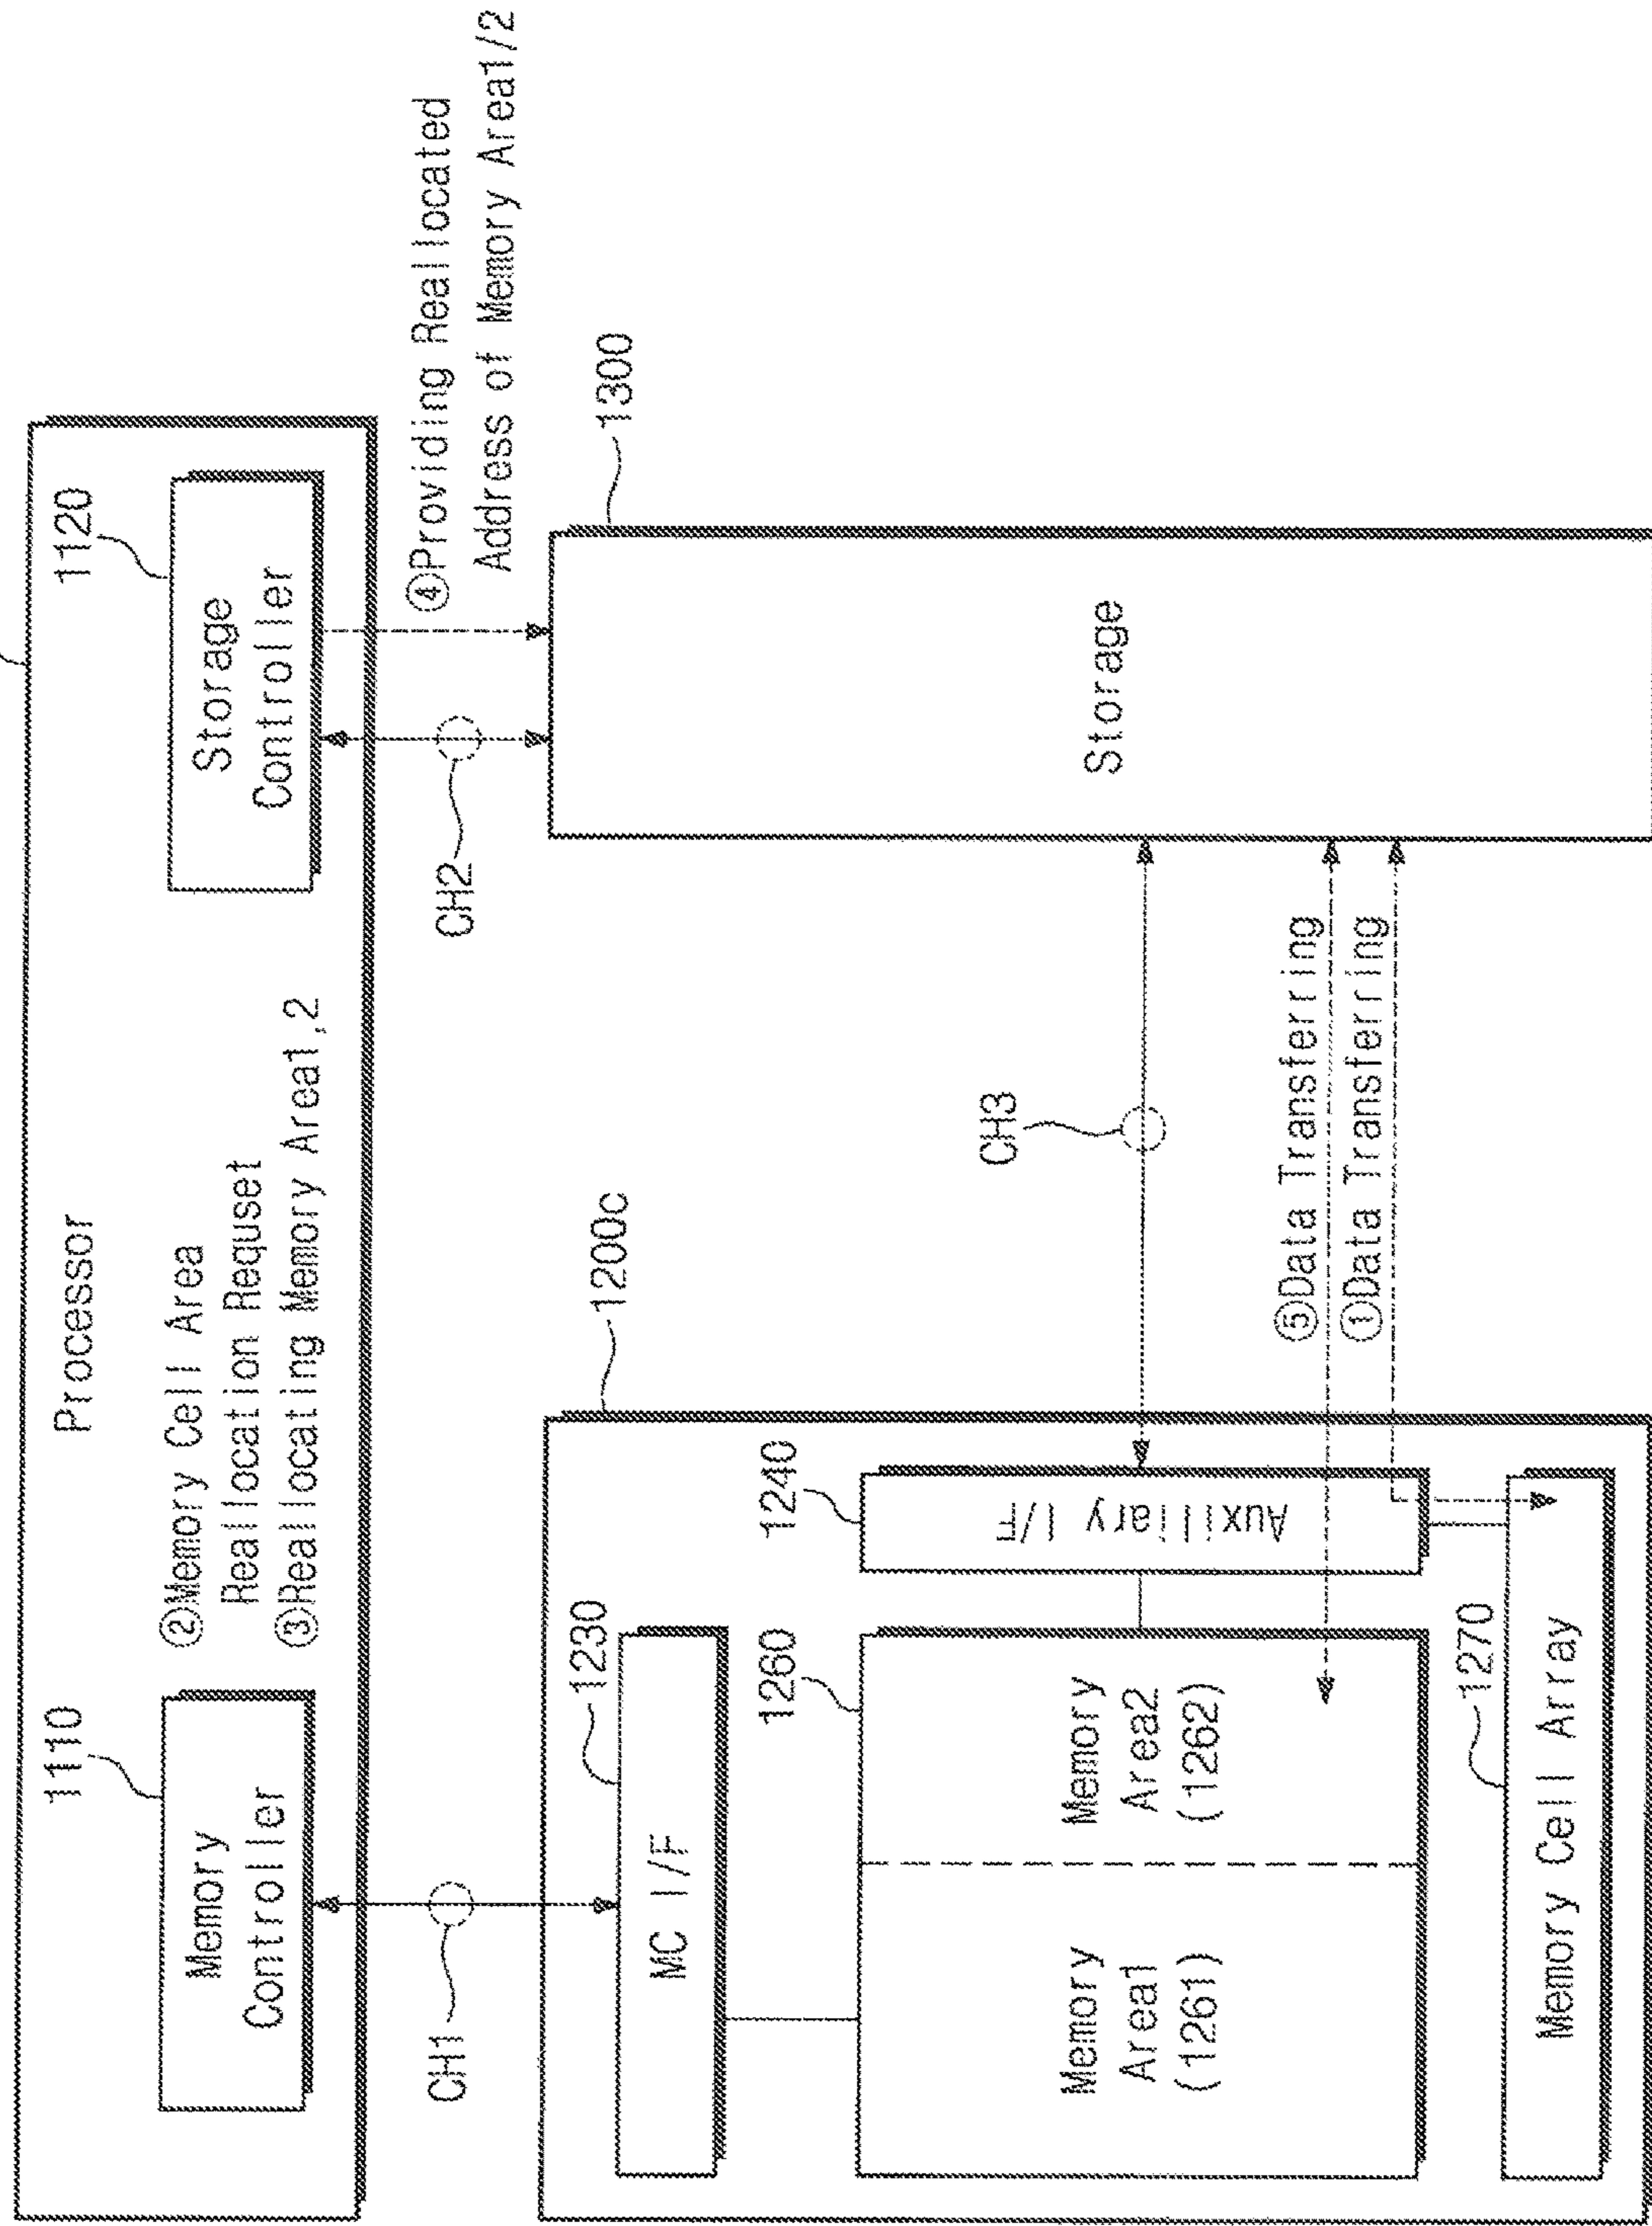 Processor
1110
1120
Memory
Controller
②Memory Cell Area
Reallocation Requset
③Reallocating Memory Area1,2
Storage
Controller
CH1
CH2
④Providing Reallocated
Address of Memory Area1/2
1200c
1300
1230
MC I/F
1240
Auxiliary I/F
1260
Memory
Area1
(1261)
Memory
Area2
(1262)
CH3
Storage
⑤Data Transferring
①Data Transferring
1270
Memory Cell Array